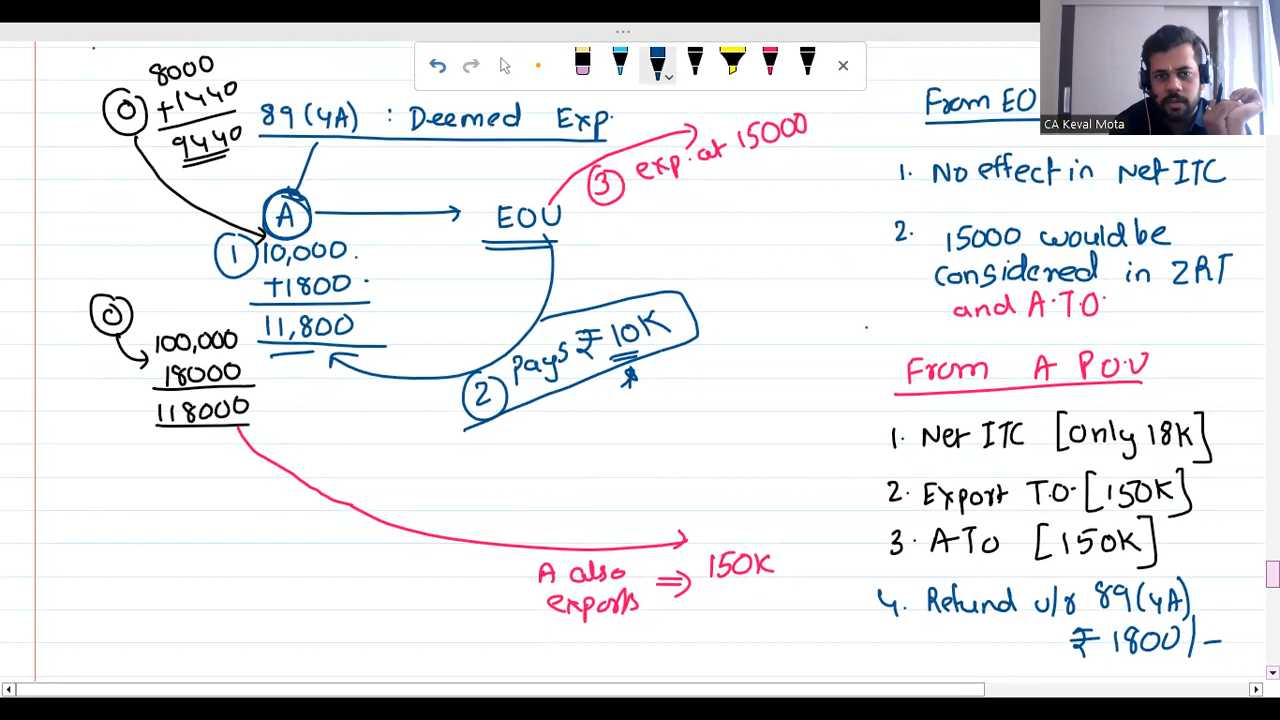 8000
+1440
9440
O
89(4A) : Deemed Exp.
A
EOU
③ exp. at 15000
① 10,000
+1800
11,800
② Pays ₹ 10K
*
O
100,000
18000
118000
A also
exports
⇒ 150K
From EO
1. No effect in Net ITC
2. 15000 would be
considered in ZRT
and A.T.O.
From A P.O.V
1. Net ITC [only 18K]
2. Export T.O. [150K]
3. ATO [150K]
4. Refund u/r 89(4A)
₹ 1800/-
CA Keval Mota